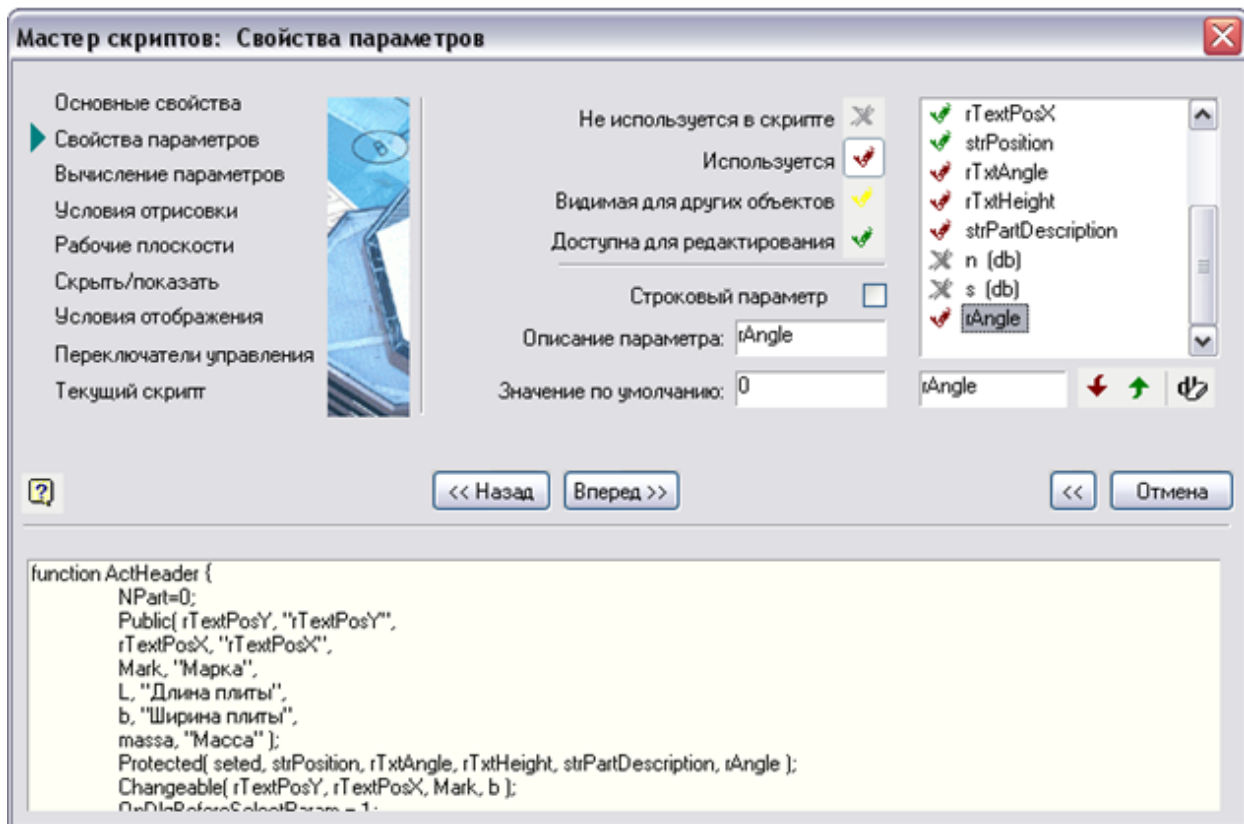 Мастер скриптов: Свойства параметров
Основные свойства
Свойства параметров
Вычисление параметров
Условия отрисовки
Рабочие плоскости
Скрыть/показать
Условия отображения
Переключатели управления
Текущий скрипт
Не используется в скрипте
Используется
Видимая для других объектов
Доступна для редактирования
Строковый параметр
Описание параметра: rAngle
Значение по умолчанию: 0
rTextPosX
strPosition
rTxtAngle
rTxtHeight
strPartDescription
n (db)
s (db)
rAngle
rAngle
<< Назад
Вперед >>
<<
Отмена
function ActHeader {
NPart=0;
Public( rTextPosY, "rTextPosY",
rTextPosX, "rTextPosX",
Mark, "Марка",
L, "Длина плиты",
b, "Ширина плиты",
massa, "Масса" );
Protected( seted, strPosition, rTxtAngle, rTxtHeight, strPartDescription, rAngle );
Changeable( rTextPosY, rTextPosX, Mark, b );
OnDlgBeforeSelectParam = 1;